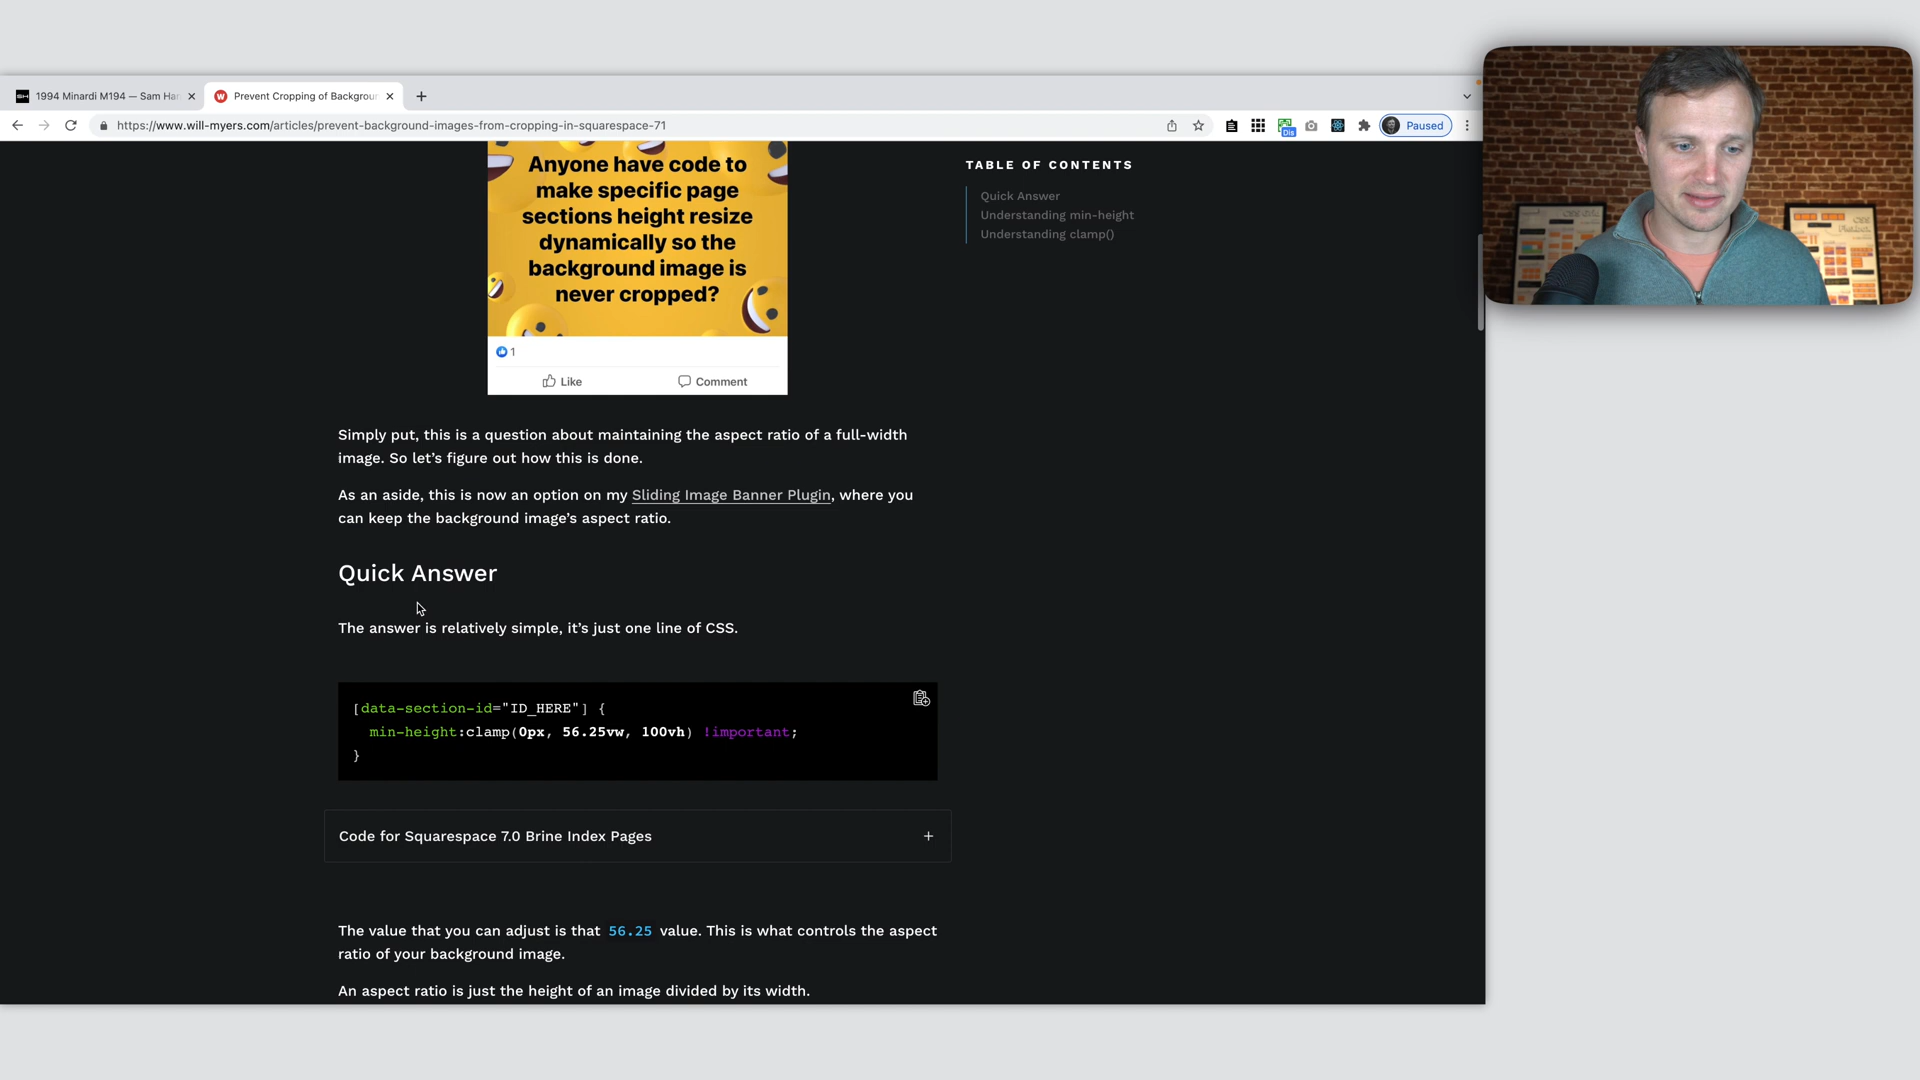 1994 Minardi M194 — Sam Har
Prevent Cropping of Backgroun
https://www.will-myers.com/articles/prevent-background-images-from-cropping-in-squarespace-71
Dis
Paused
Anyone have code to
make specific page
sections height resize
dynamically so the
background image is
never cropped?
1
Like
Comment
Simply put, this is a question about maintaining the aspect ratio of a full-width
image. So let’s figure out how this is done.
As an aside, this is now an option on my Sliding Image Banner Plugin, where you
can keep the background image’s aspect ratio.
Quick Answer
The answer is relatively simple, it’s just one line of CSS.
[data-section-id="ID_HERE"] {
min-height:clamp(0px, 56.25vw, 100vh) !important;
}
Code for Squarespace 7.0 Brine Index Pages
+
The value that you can adjust is that 56.25 value. This is what controls the aspect
ratio of your background image.
An aspect ratio is just the height of an image divided by its width.
TABLE OF CONTENTS
Quick Answer
Understanding min-height
Understanding clamp()